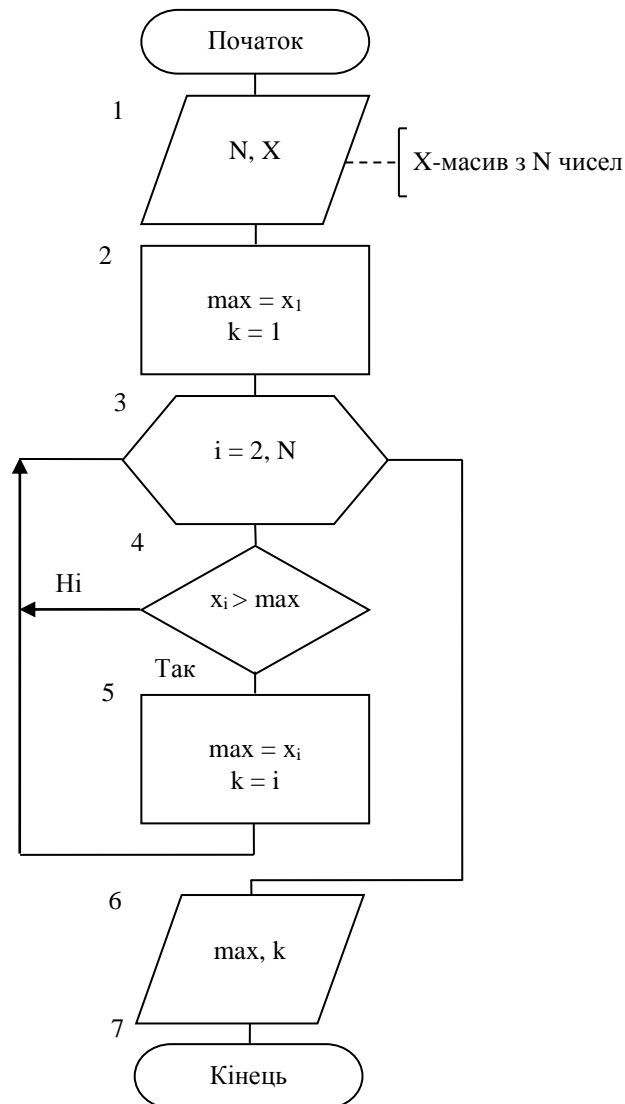 Початок
1
N, X
X-масив з N чисел
2
max = x₁
k = 1
3
i = 2, N
4
Ні
xᵢ > max
Так
5
max = xᵢ
k = i
6
max, k
7
Кінець